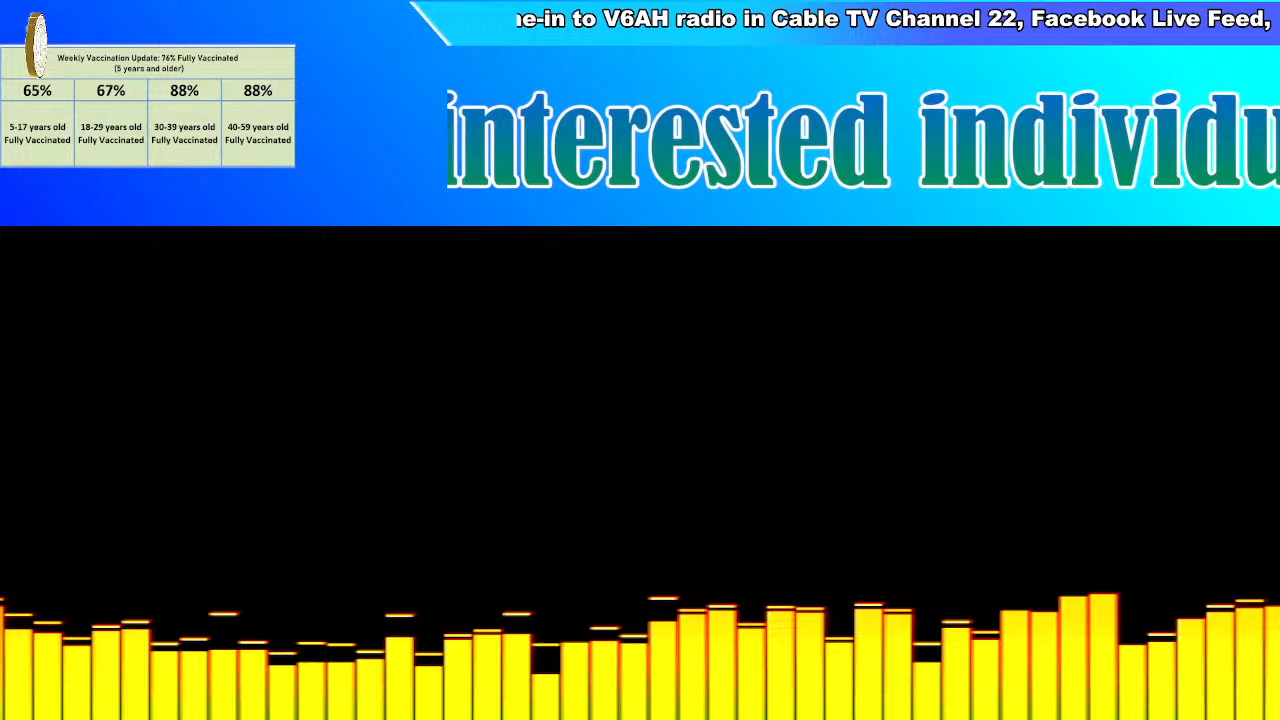 ne-in to V6AH radio in Cable TV Channel 22, Facebook Live Feed,
Weekly Vaccination Update: 76% Fully Vaccinated
(5 years and older)
65% 67% 88% 88%
5-17 years old 18-29 years old 30-39 years old 40-59 years old
Fully Vaccinated Fully Vaccinated Fully Vaccinated Fully Vaccinated
interested individu